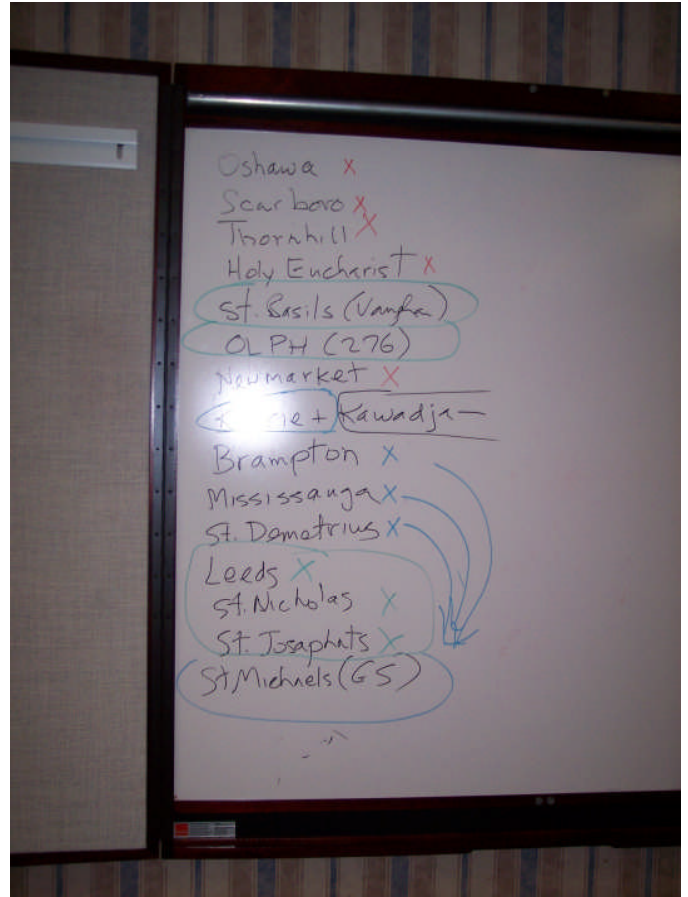 Oshawa X
Scarboro X
Thornhill X
Holy Eucharist X
St. Basils (Vaughan)
OLPH (276)
Newmarket X
+ Kawadja —
Brampton X
Mississauga X
St. Demetrius X
Leeds X
St. Nicholas X
St. Josaphats X
St Michaels (GS)